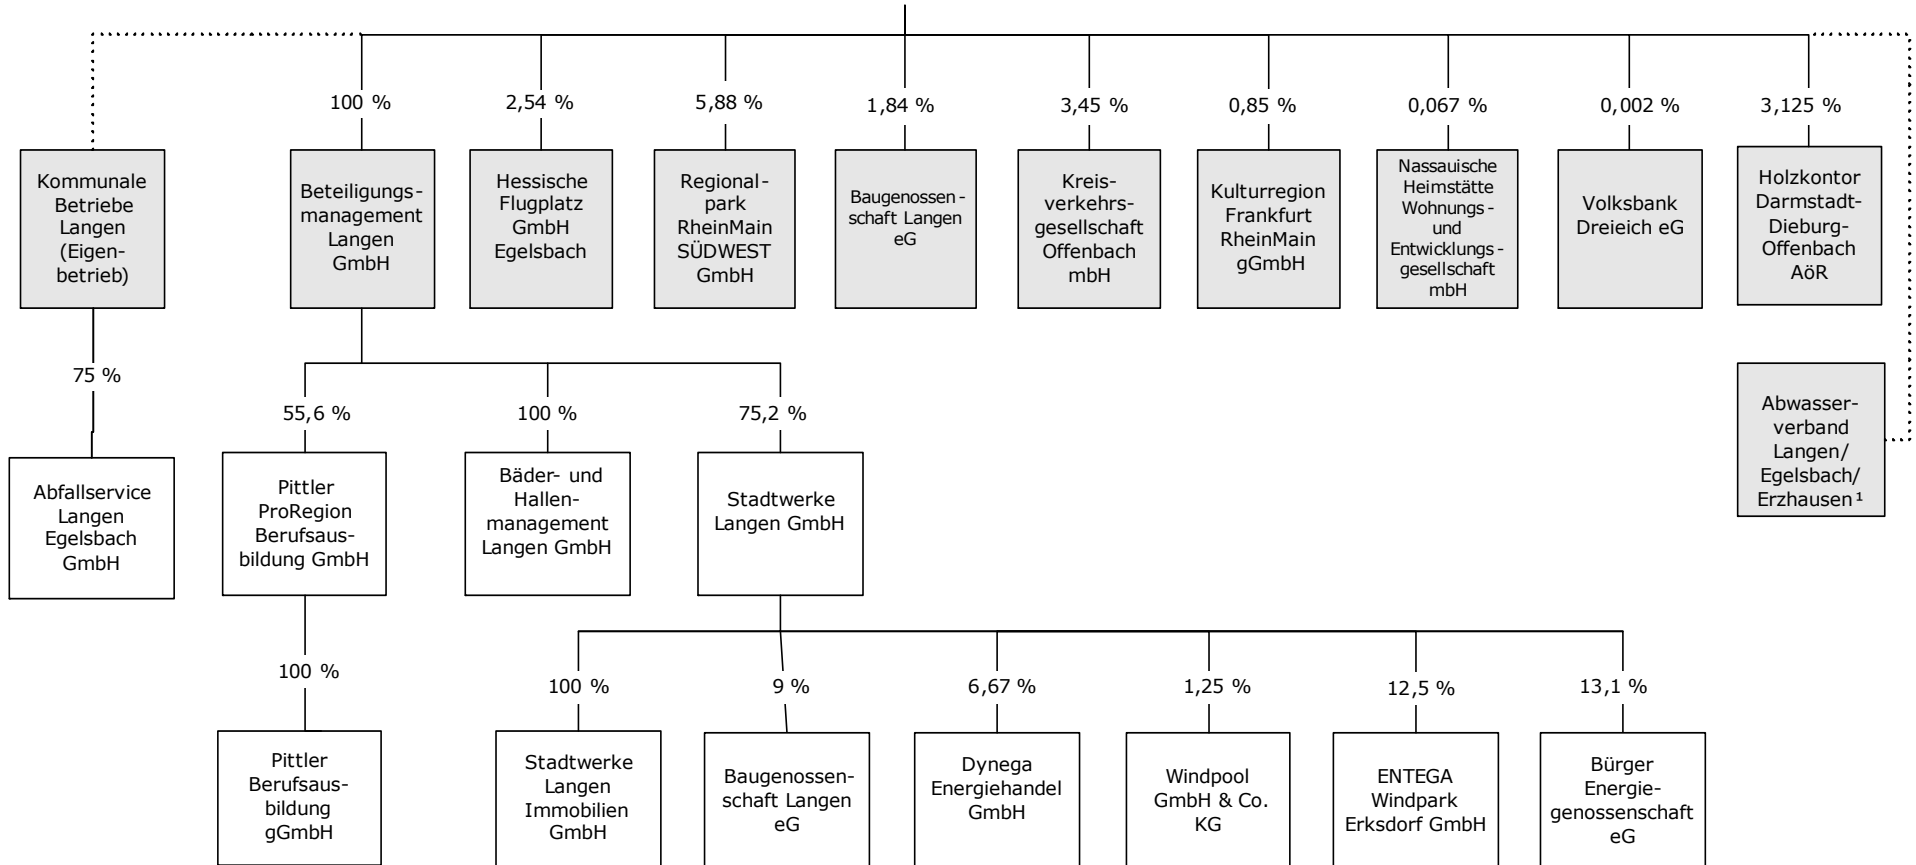 100 %
2,54 %
5,88 %
1,84 %
3,45 %
0,85 %
0,067 %
0,002 %
3,125 %
Kommunale
Betriebe
Langen
(Eigen-
betrieb)
Beteiligungs-
management
Langen
GmbH
Hessische
Flugplatz
GmbH
Egelsbach
Regional-
park
RheinMain
SÜDWEST
GmbH
Baugenossen-
schaft Langen
eG
Kreis-
verkehrs-
gesellschaft
Offenbach
mbH
Kulturregion
Frankfurt
RheinMain
gGmbH
Nassauische
Heimstätte
Wohnungs-
und
Entwicklungs-
gesellschaft
mbH
Volksbank
Dreieich eG
Holzkontor
Darmstadt-
Dieburg-
Offenbach
AöR
75 %
55,6 %
100 %
75,2 %
Abfallservice
Langen
Egelsbach
GmbH
Pittler
ProRegion
Berufsaus-
bildung GmbH
Bäder- und
Hallen-
management
Langen GmbH
Stadtwerke
Langen GmbH
Abwasser-
verband
Langen/
Egelsbach/
Erzhausen¹
100 %
100 %
9 %
6,67 %
1,25 %
12,5 %
13,1 %
Pittler
Berufsaus-
bildung
gGmbH
Stadtwerke
Langen
Immobilien
GmbH
Baugenossen-
schaft Langen
eG
Dynega
Energiehandel
GmbH
Windpool
GmbH & Co.
KG
ENTEGA
Windpark
Erksdorf GmbH
Bürger
Energie-
genossenschaft
eG